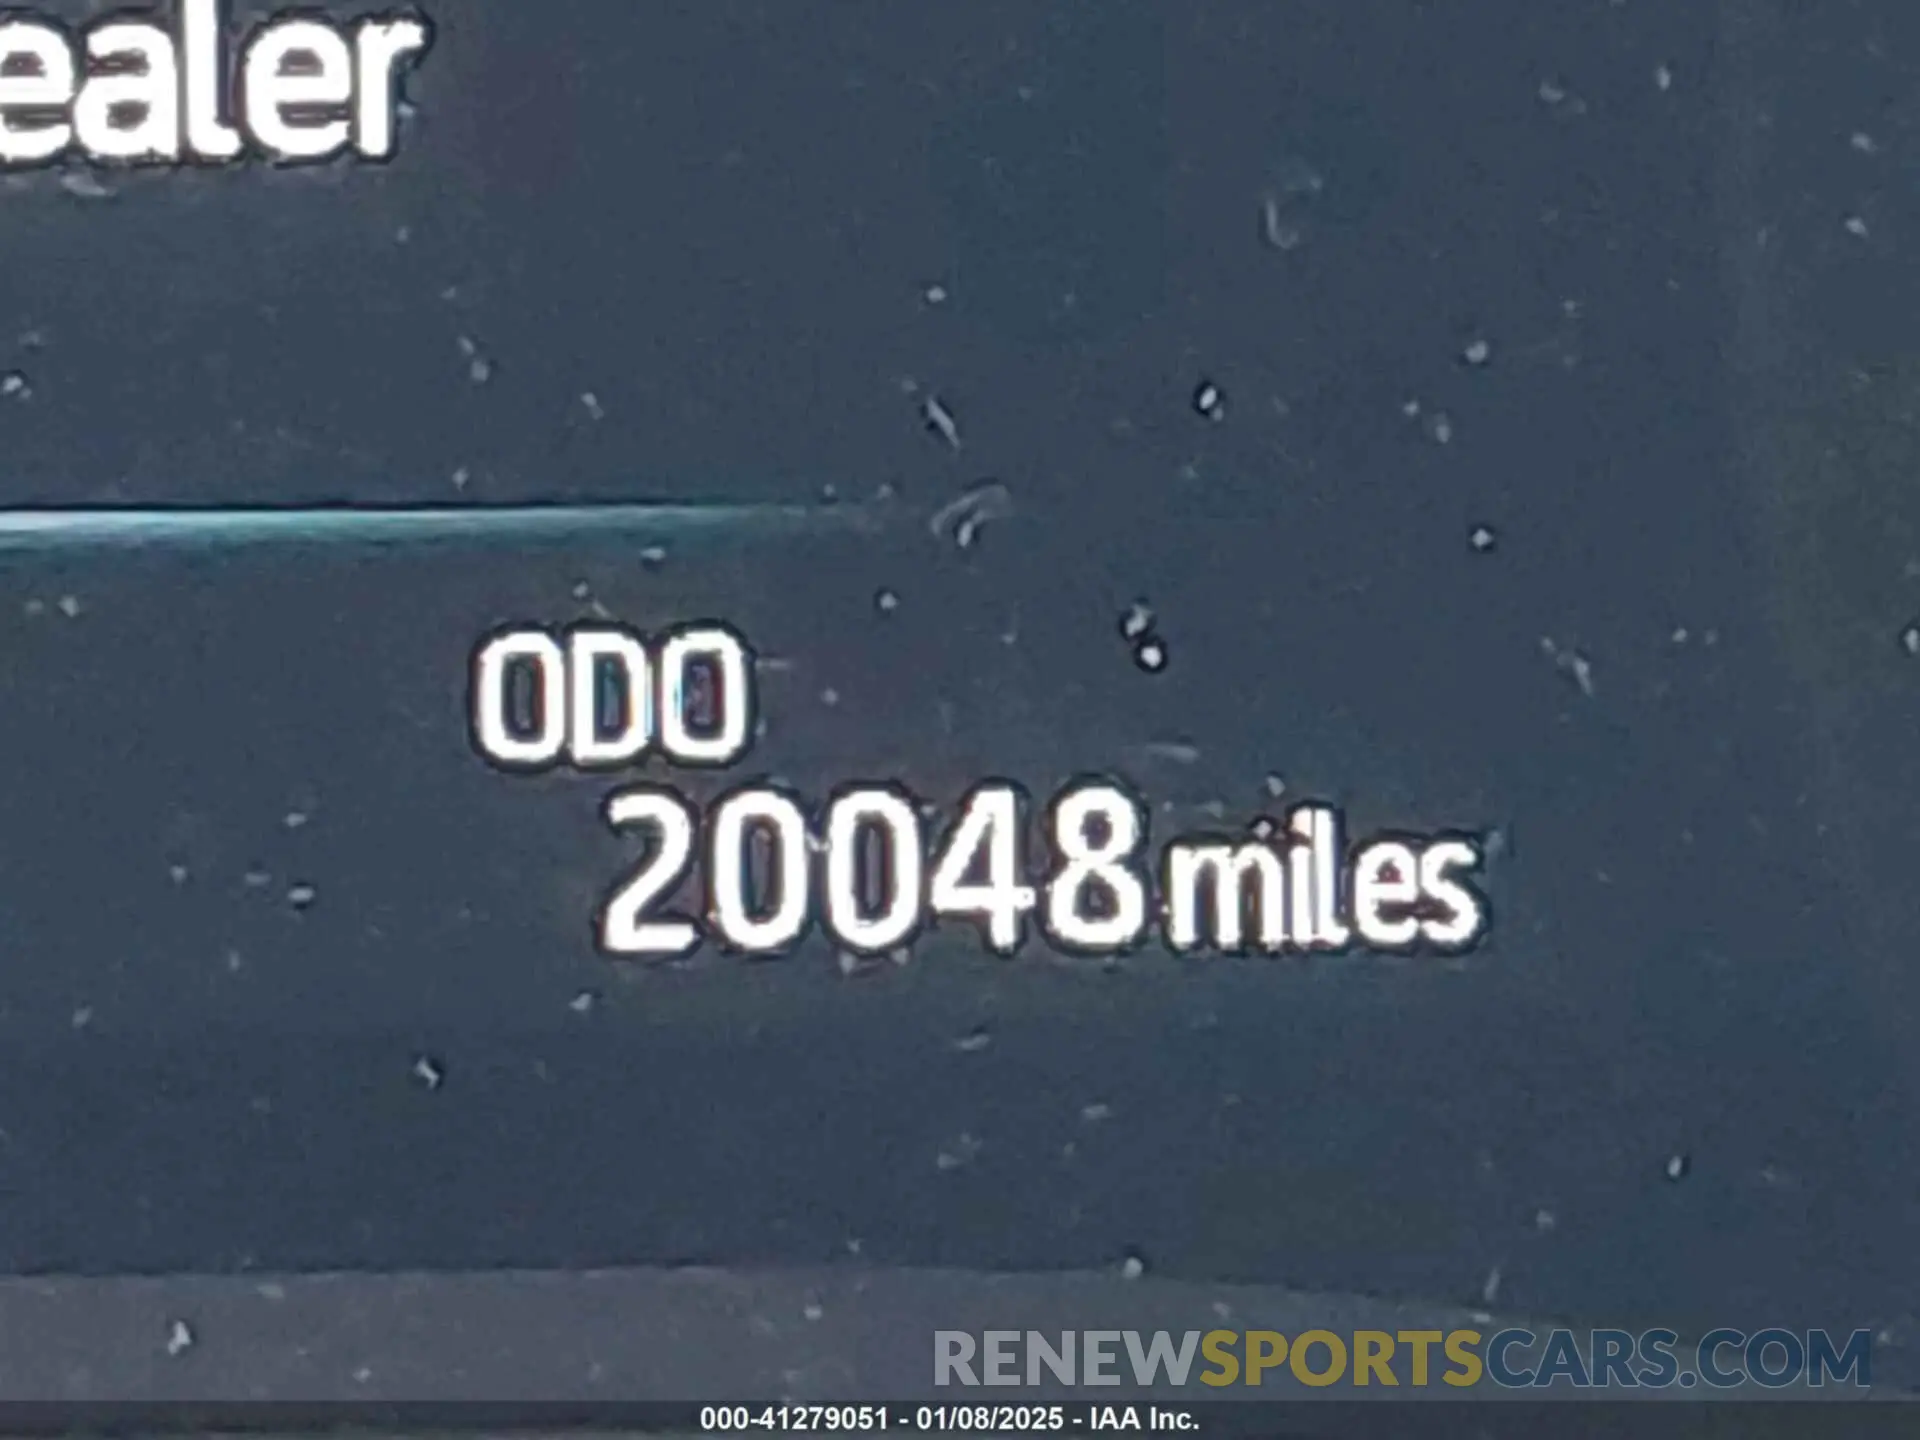 ealer
ODO
20048 miles
RENEWSPORTSCARS.COM
000-41279051 - 01/08/2025 - IAA Inc.